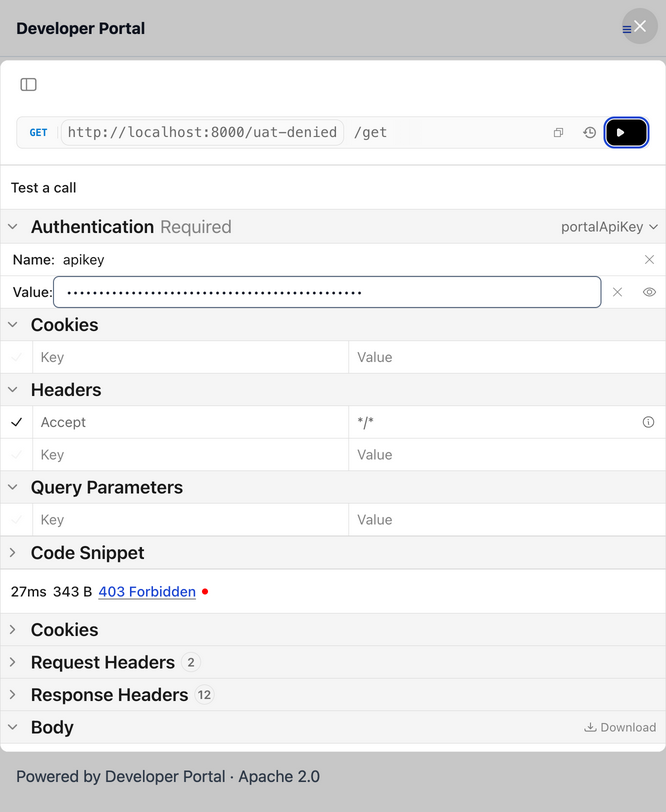 Developer Portal
GET http://localhost:8000/uat-denied /get
Test a call
Authentication Required portalApiKey
Name: apikey
Value: ••••••••••••••••••••••••••••••••••••••••••••••
Cookies
Key Value
Headers
Accept */*
Key Value
Query Parameters
Key Value
Code Snippet
27ms 343 B 403 Forbidden
Cookies
Request Headers 2
Response Headers 12
Body Download
Powered by Developer Portal · Apache 2.0